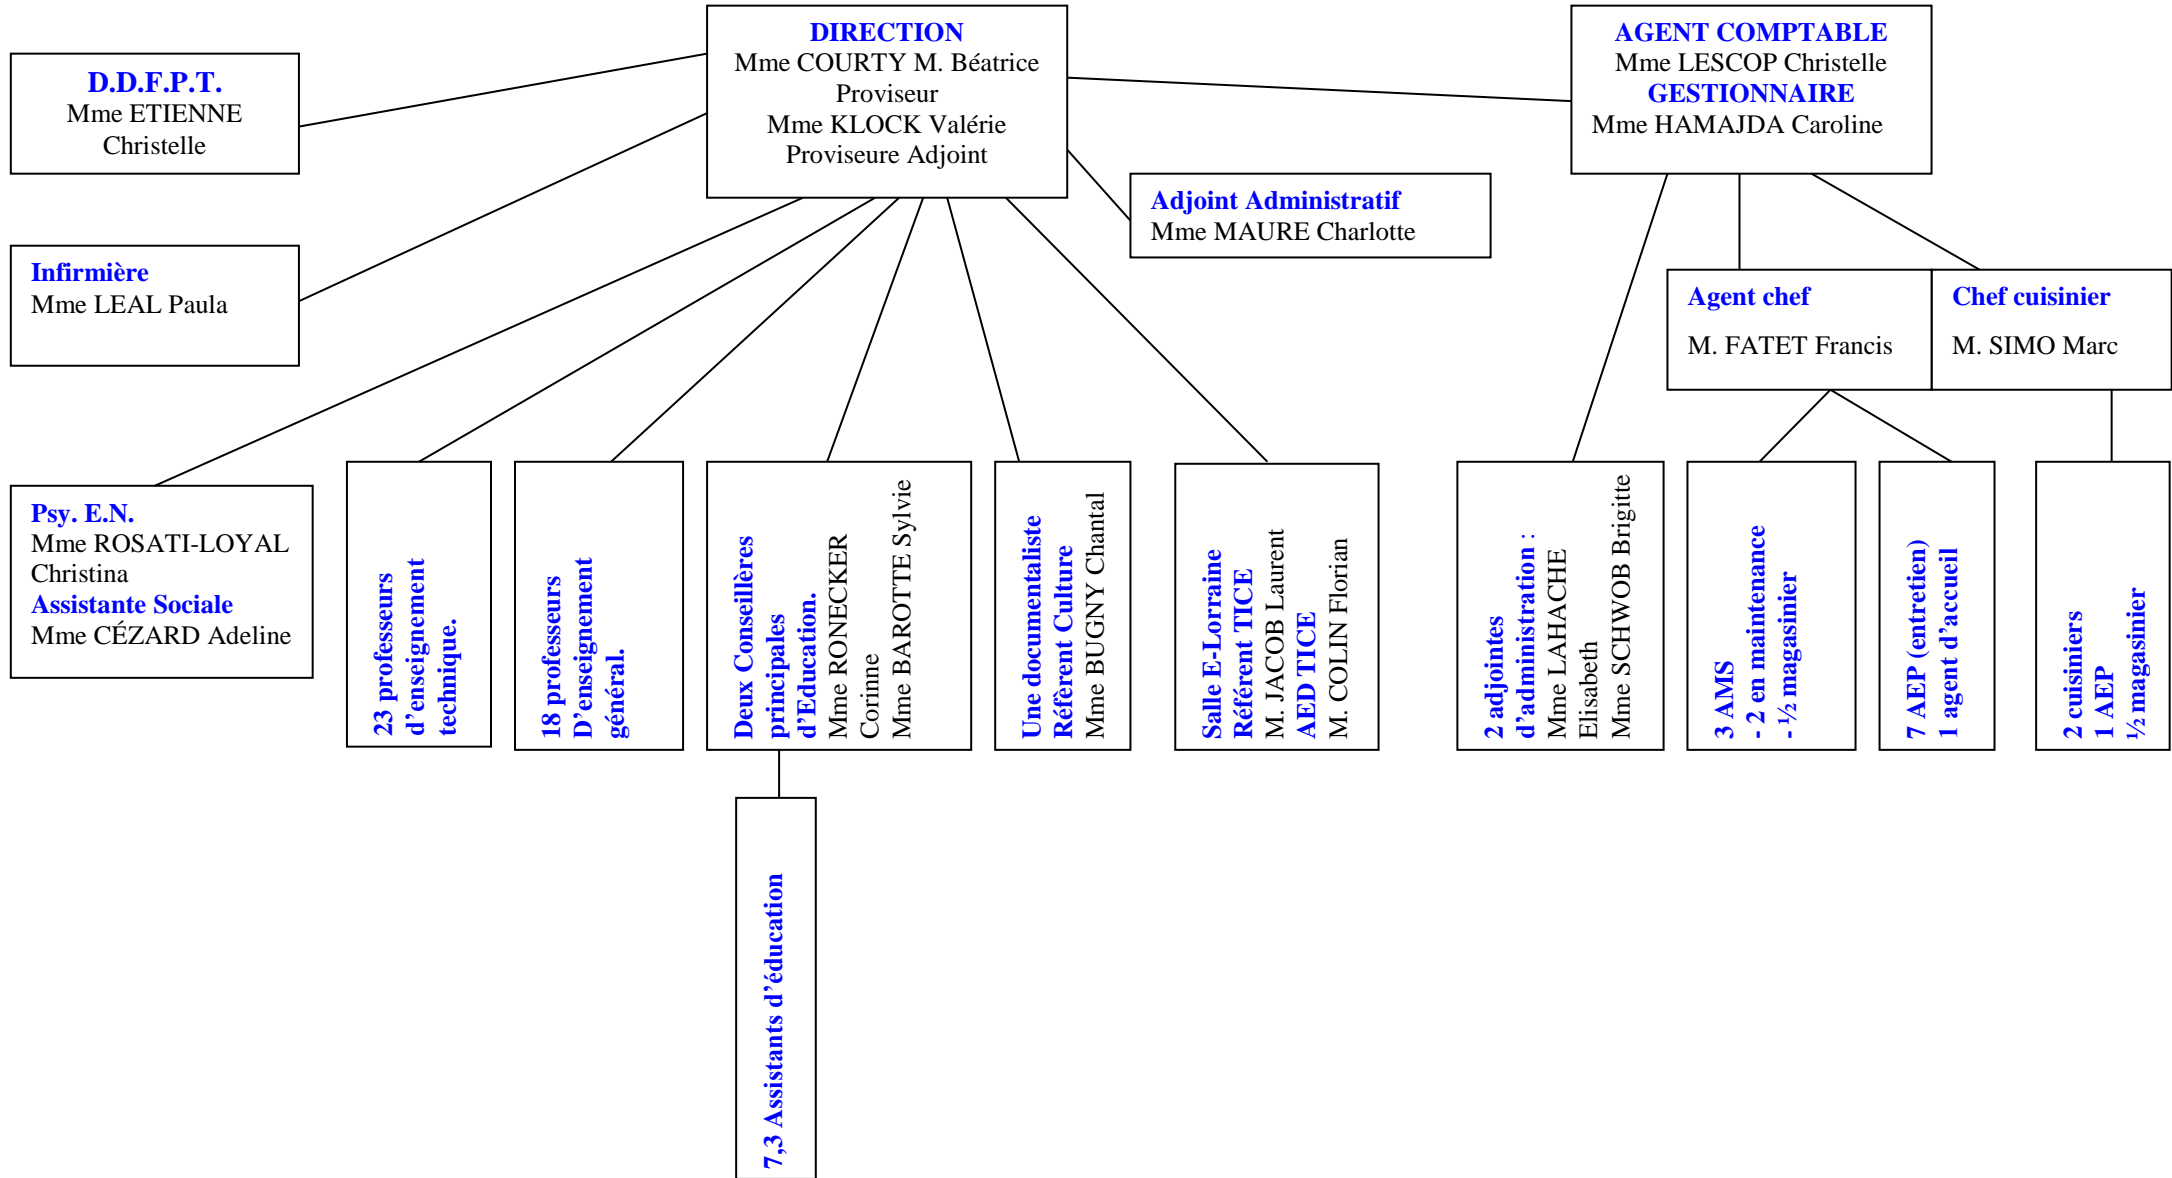 DIRECTION
Mme COURTY M. Béatrice
Proviseur
Mme KLOCK Valérie
Proviseure Adjoint
AGENT COMPTABLE
Mme LESCOP Christelle
GESTIONNAIRE
Mme HAMAJDA Caroline
D.D.F.P.T.
Mme ETIENNE
Christelle
Adjoint Administratif
Mme MAURE Charlotte
Infirmière
Mme LEAL Paula
Agent chef
M. FATET Francis
Chef cuisinier
M. SIMO Marc
Psy. E.N.
Mme ROSATI-LOYAL
Christina
Assistante Sociale
Mme CÉZARD Adeline
23 professeurs
d'enseignement
technique.
18 professeurs
D'enseignement
général.
Deux Conseillères
principales
d'Education.
Mme RONECKER
Corinne
Mme BAROTTE Sylvie
Une documentaliste
Réfèrent Culture
Mme BUGNY Chantal
Salle E-Lorraine
Référent TICE
M. JACOB Laurent
AED TICE
M. COLIN Florian
2 adjointes
d'administration :
Mme LAHACHE
Elisabeth
Mme SCHWOB Brigitte
3 AMS
- 2 en maintenance
- ½ magasinier
7 AEP (entretien)
1 agent d'accueil
2 cuisiniers
1 AEP
½ magasinier
7,3 Assistants d'éducation